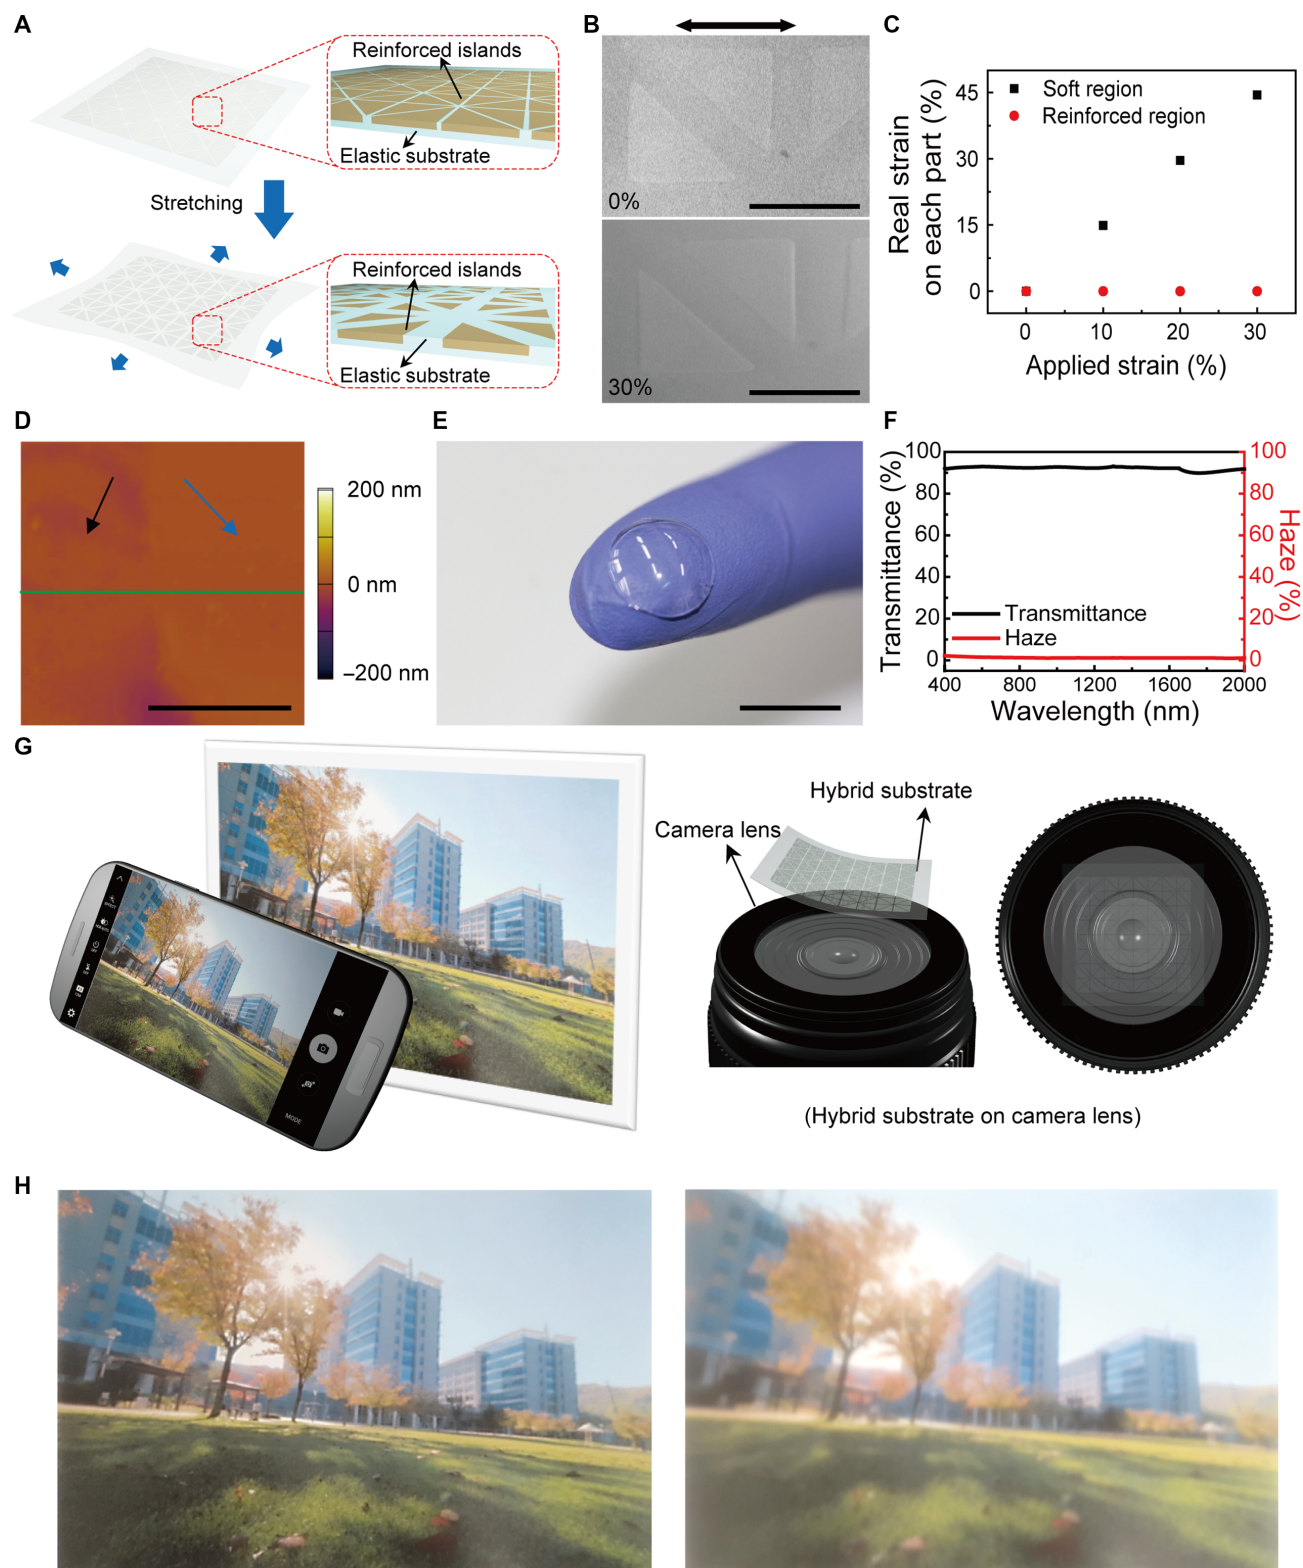 A
Reinforced islands
Elastic substrate
Stretching
Reinforced islands
Elastic substrate
B
0%
30%
C
Real strain
on each part (%)
45
30
15
0
Soft region
Reinforced region
0 10 20 30
Applied strain (%)
D
200 nm
0 nm
−200 nm
E
F
Transmittance (%)
100
80
60
40
20
0
Transmittance
Haze
100
80
60
40
20
0
Haze (%)
400 800 1200 1600 2000
Wavelength (nm)
G
MODE
Hybrid substrate
Camera lens
(Hybrid substrate on camera lens)
H